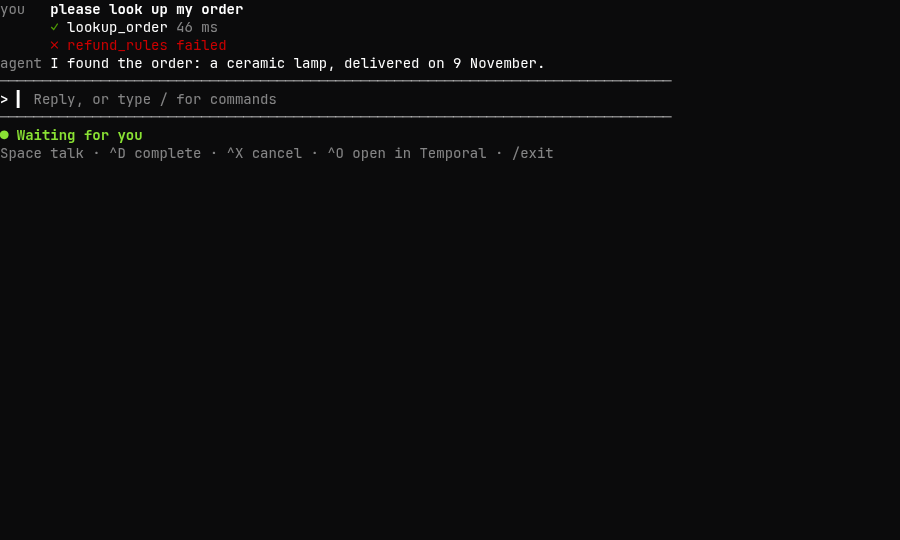 you please look up my order
✓ lookup_order 46 ms
✕ refund_rules failed
agent I found the order: a ceramic lamp, delivered on 9 November.
> Reply, or type / for commands
● Waiting for you
Space talk · ^D complete · ^X cancel · ^O open in Temporal · /exit